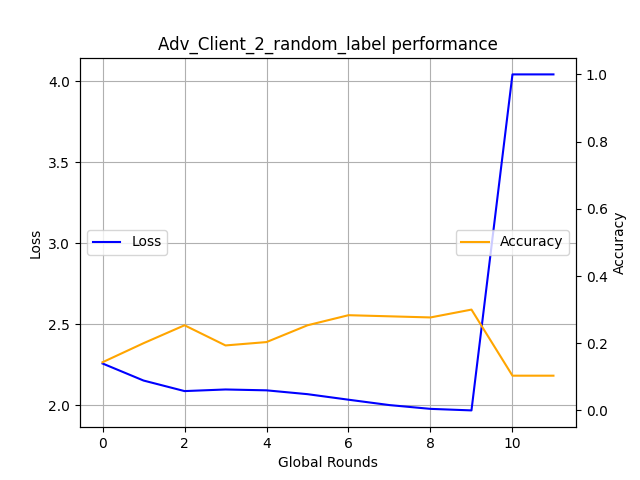 Adv_Client_2_random_label performance
4.0
3.5
3.0
2.5
2.0
Loss
Loss
Accuracy
1.0
0.8
0.6
0.4
0.2
0.0
Accuracy
0 2 4 6 8 10
Global Rounds